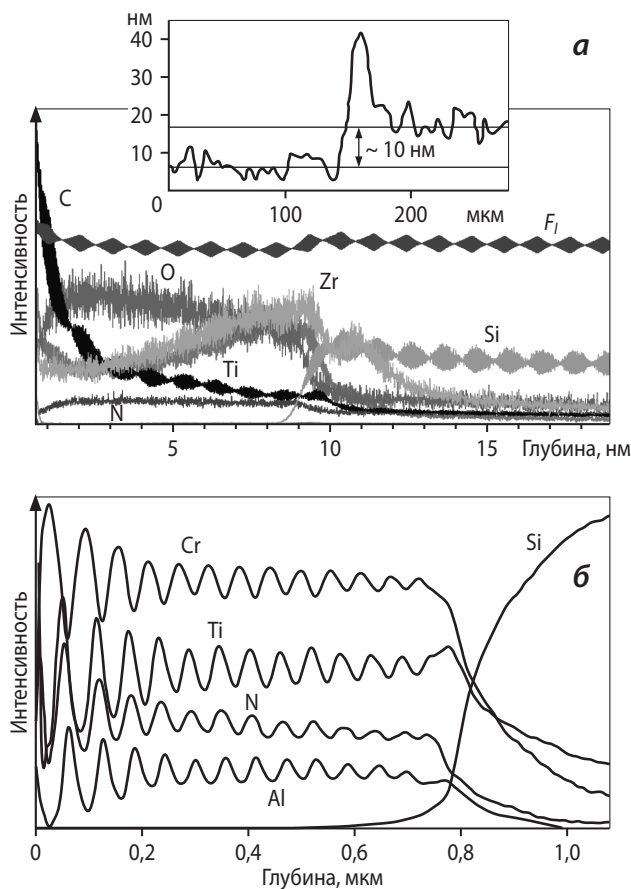 нм
а
40
30
20
10
~ 10 нм
0
100
200
мкм
C
F_I
O
Zr
Интенсивность
Si
Ti
N
5
10
15
Глубина, нм
Cr
Si
б
Ti
Интенсивность
N
Al
0
0,2
0,4
0,6
0,8
1,0
Глубина, мкм